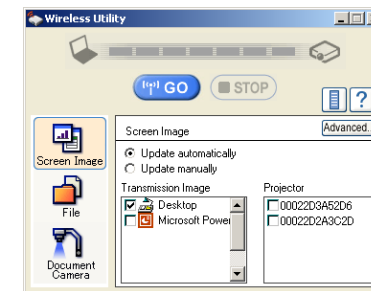 Wireless Utility
GO
STOP
?
Screen Image
Advanced..
Update automatically
Update manually
Transmission Image
Projector
Desktop
Microsoft Power
00022D3A52D6
00022D2A3C2D
Screen Image
File
Document
Camera